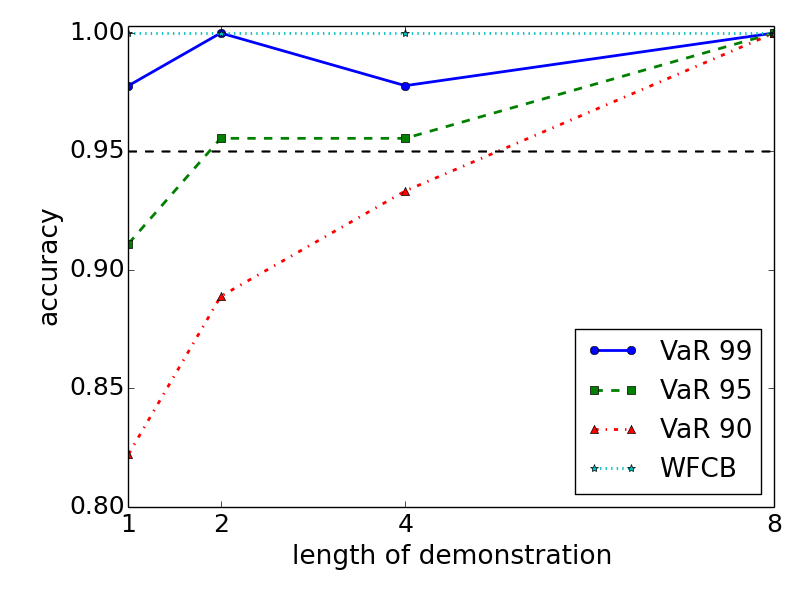 1.00
0.95
0.90
0.85
0.80
accuracy
1 2 4 8
length of demonstration
VaR 99
VaR 95
VaR 90
WFCB